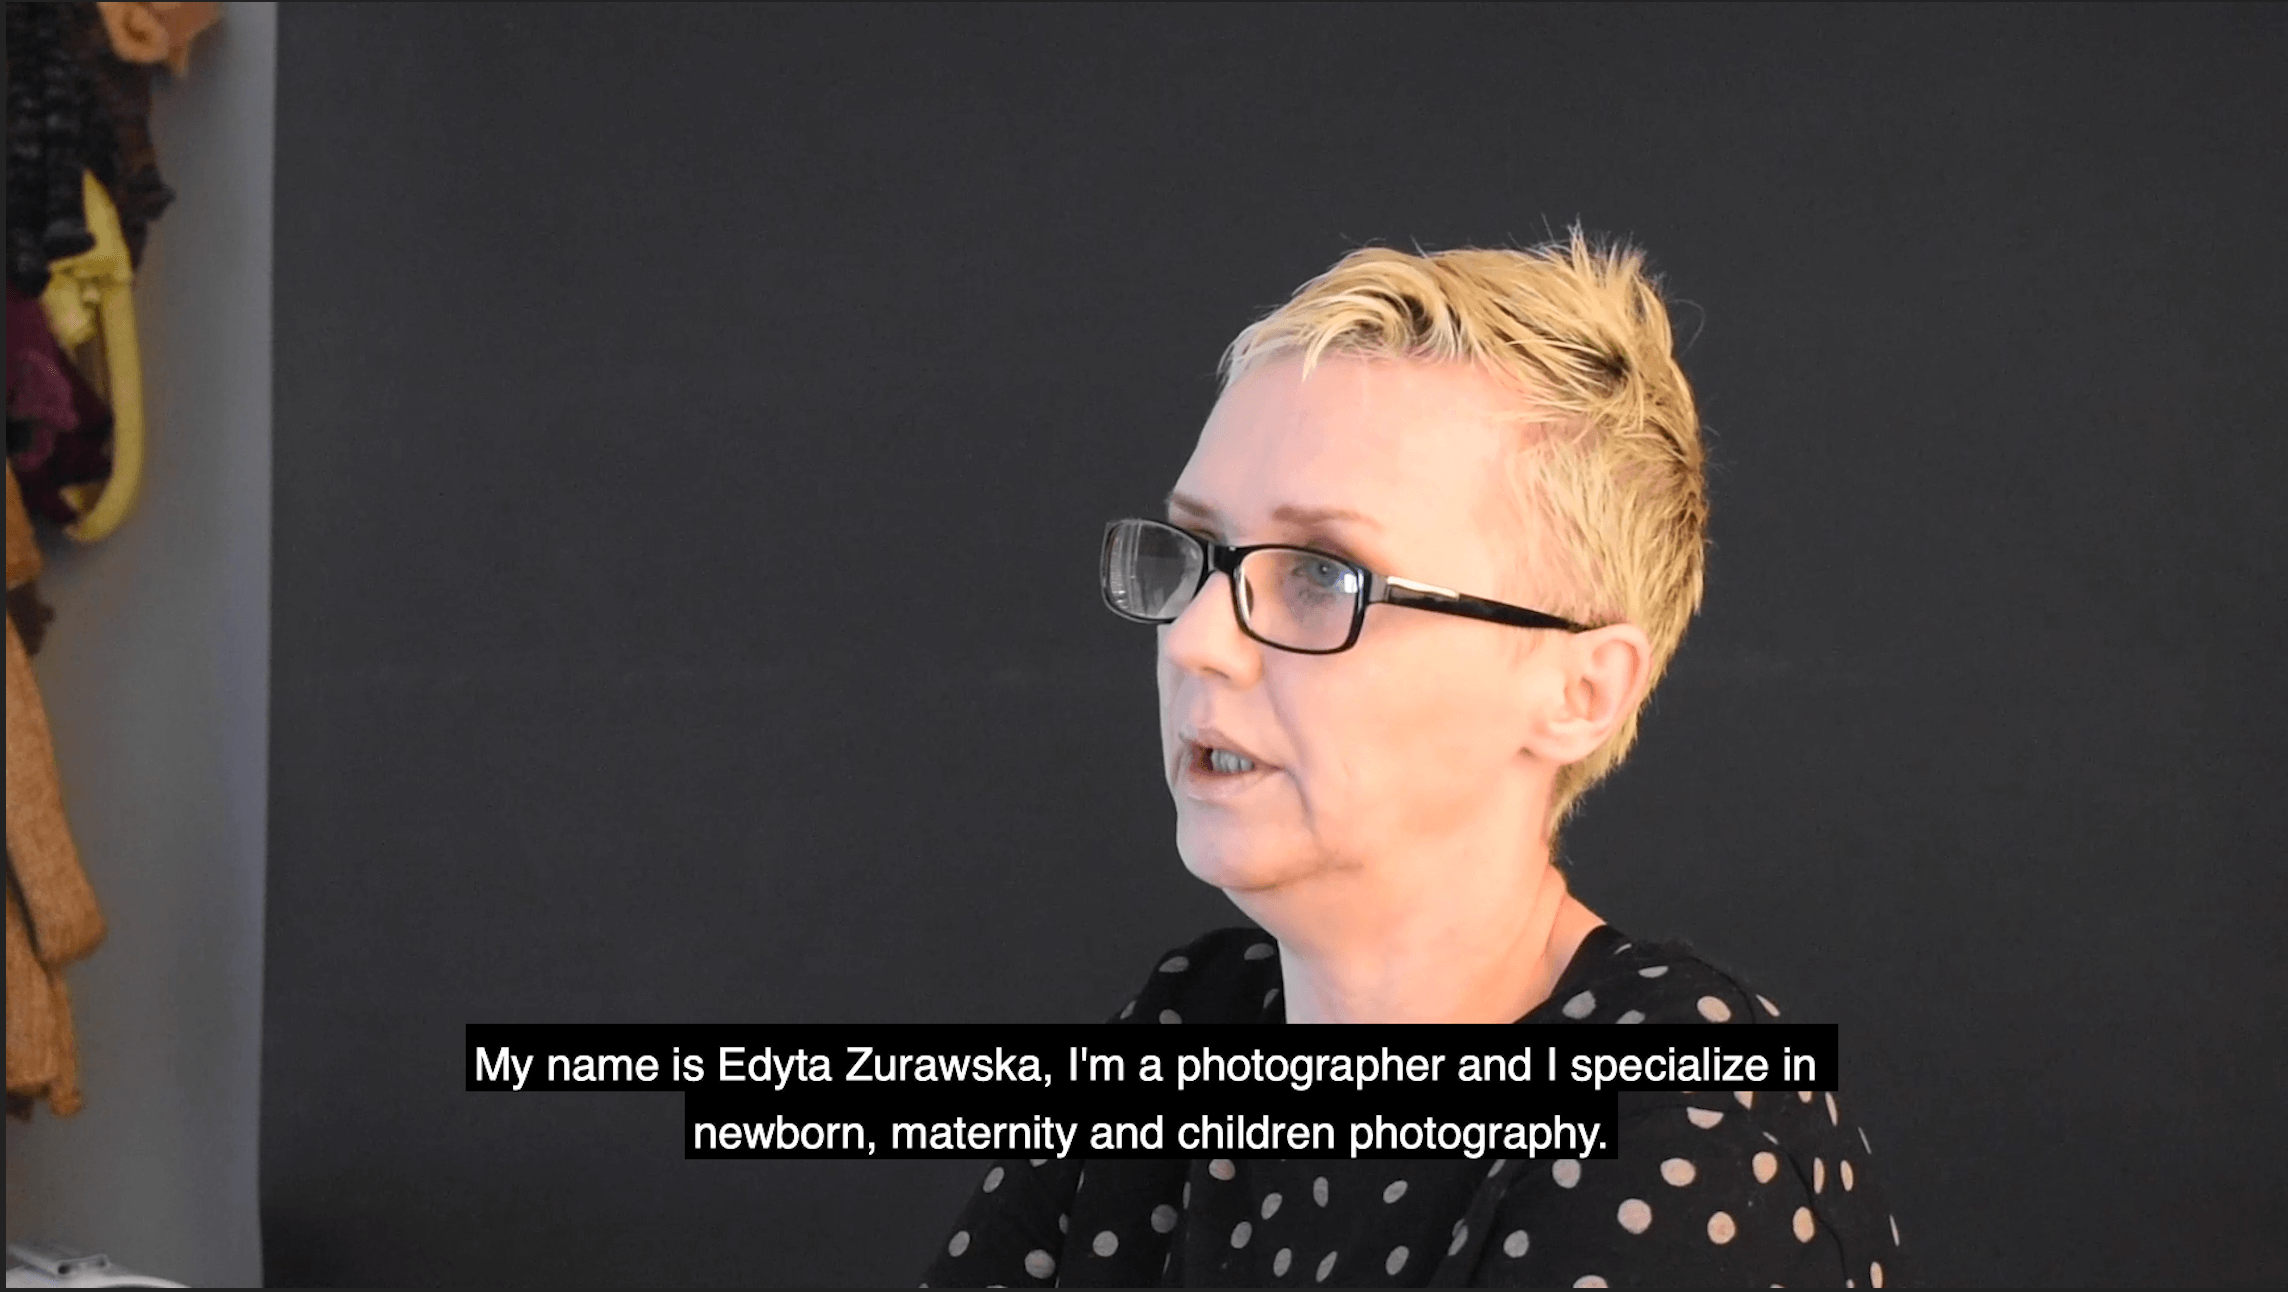 My name is Edyta Zurawska, I'm a photographer and I specialize in
newborn, maternity and children photography.